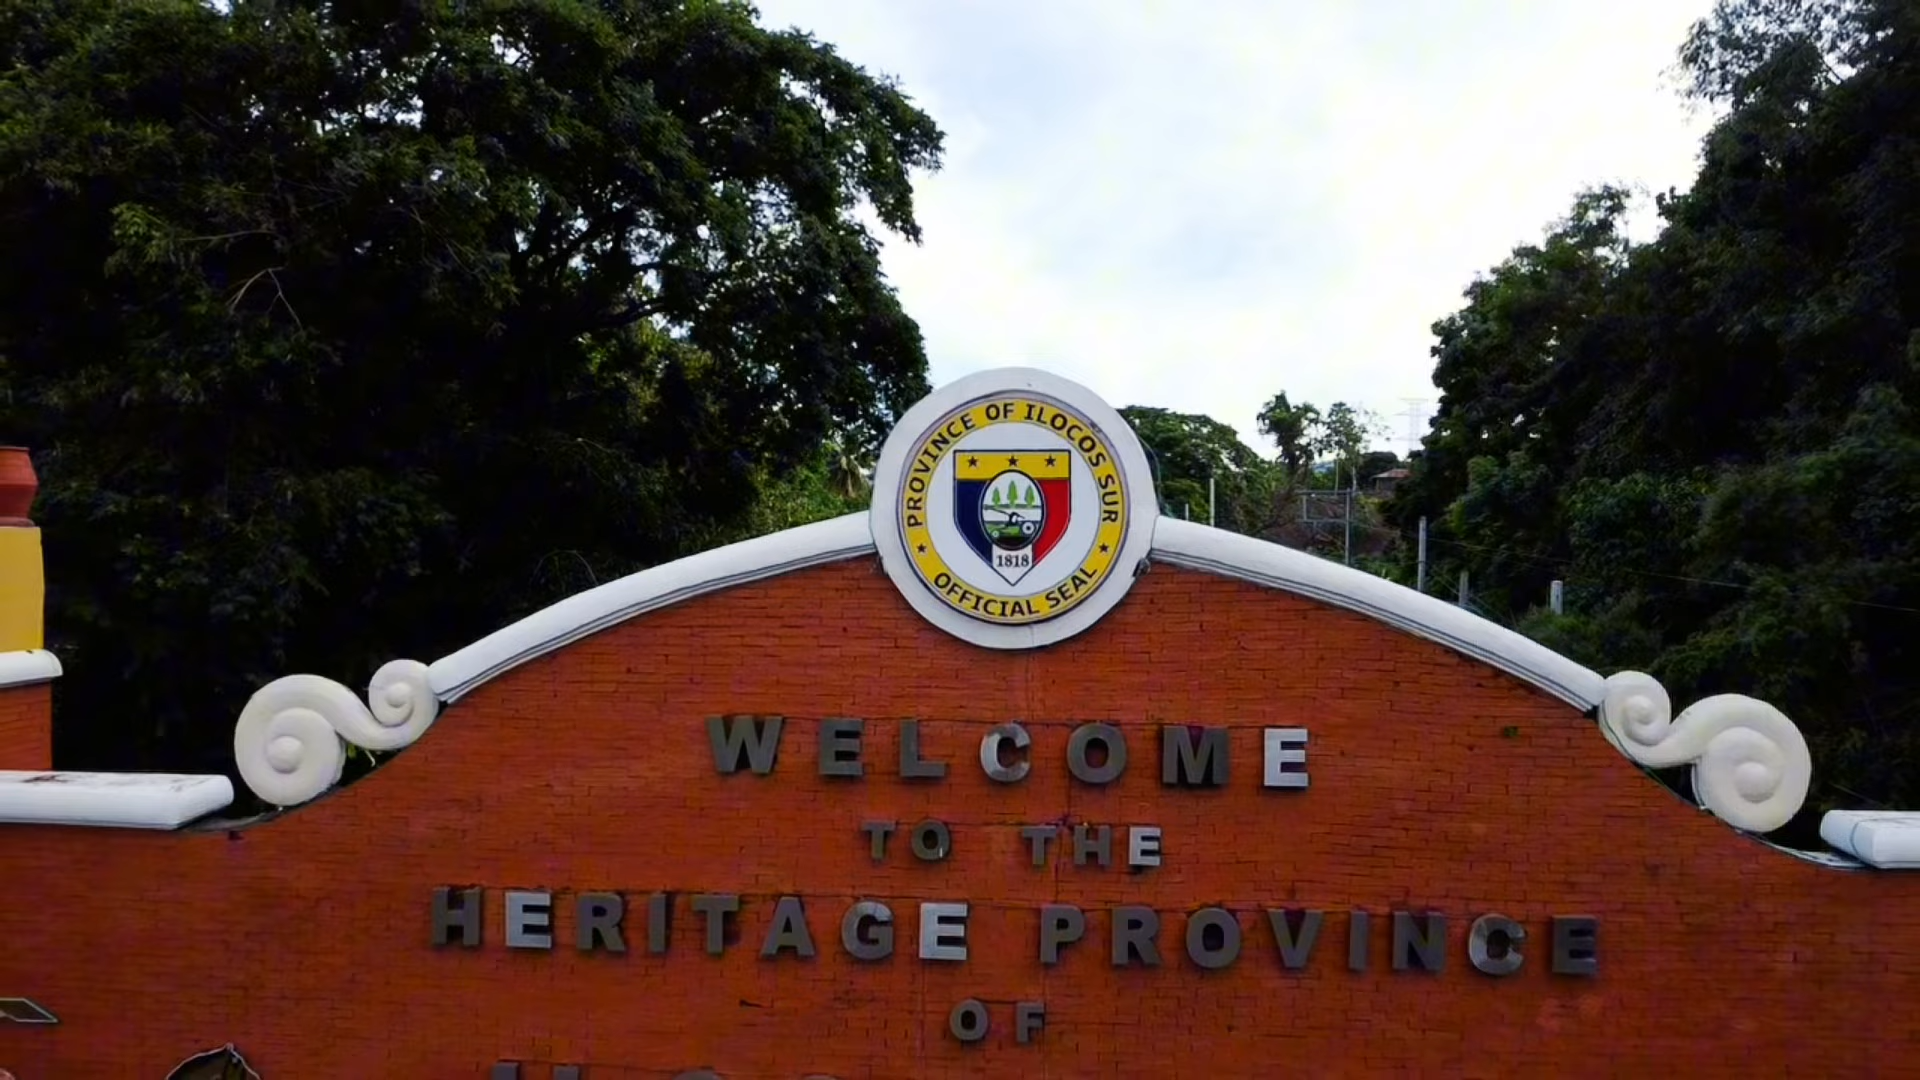 PROVINCE OF ILOCOS SUR
1818
OFFICIAL SEAL
WELCOME
TO THE
HERITAGE PROVINCE
OF